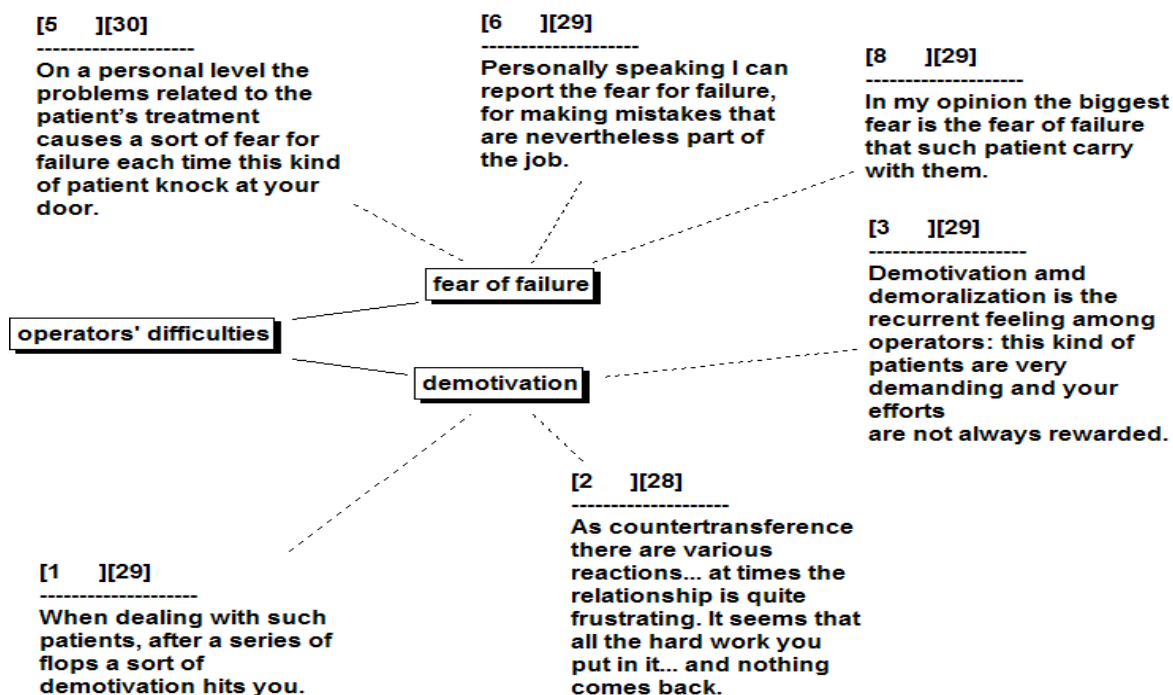 [5 ][30]
--------------------
On a personal level the
problems related to the
patient’s treatment
causes a sort of fear for
failure each time this kind
of patient knock at your
door.
[6 ][29]
--------------------
Personally speaking I can
report the fear for failure,
for making mistakes that
are nevertheless part of
the job.
[8 ][29]
--------------------
In my opinion the biggest
fear is the fear of failure
that such patient carry
with them.
[3 ][29]
--------------------
Demotivation amd
demoralization is the
recurrent feeling among
operators: this kind of
patients are very
demanding and your
efforts
are not always rewarded.
fear of failure
operators' difficulties
demotivation
[2 ][28]
--------------------
As countertransference
there are various
reactions... at times the
relationship is quite
frustrating. It seems that
all the hard work you
put in it... and nothing
comes back.
[1 ][29]
--------------------
When dealing with such
patients, after a series of
flops a sort of
demotivation hits you.